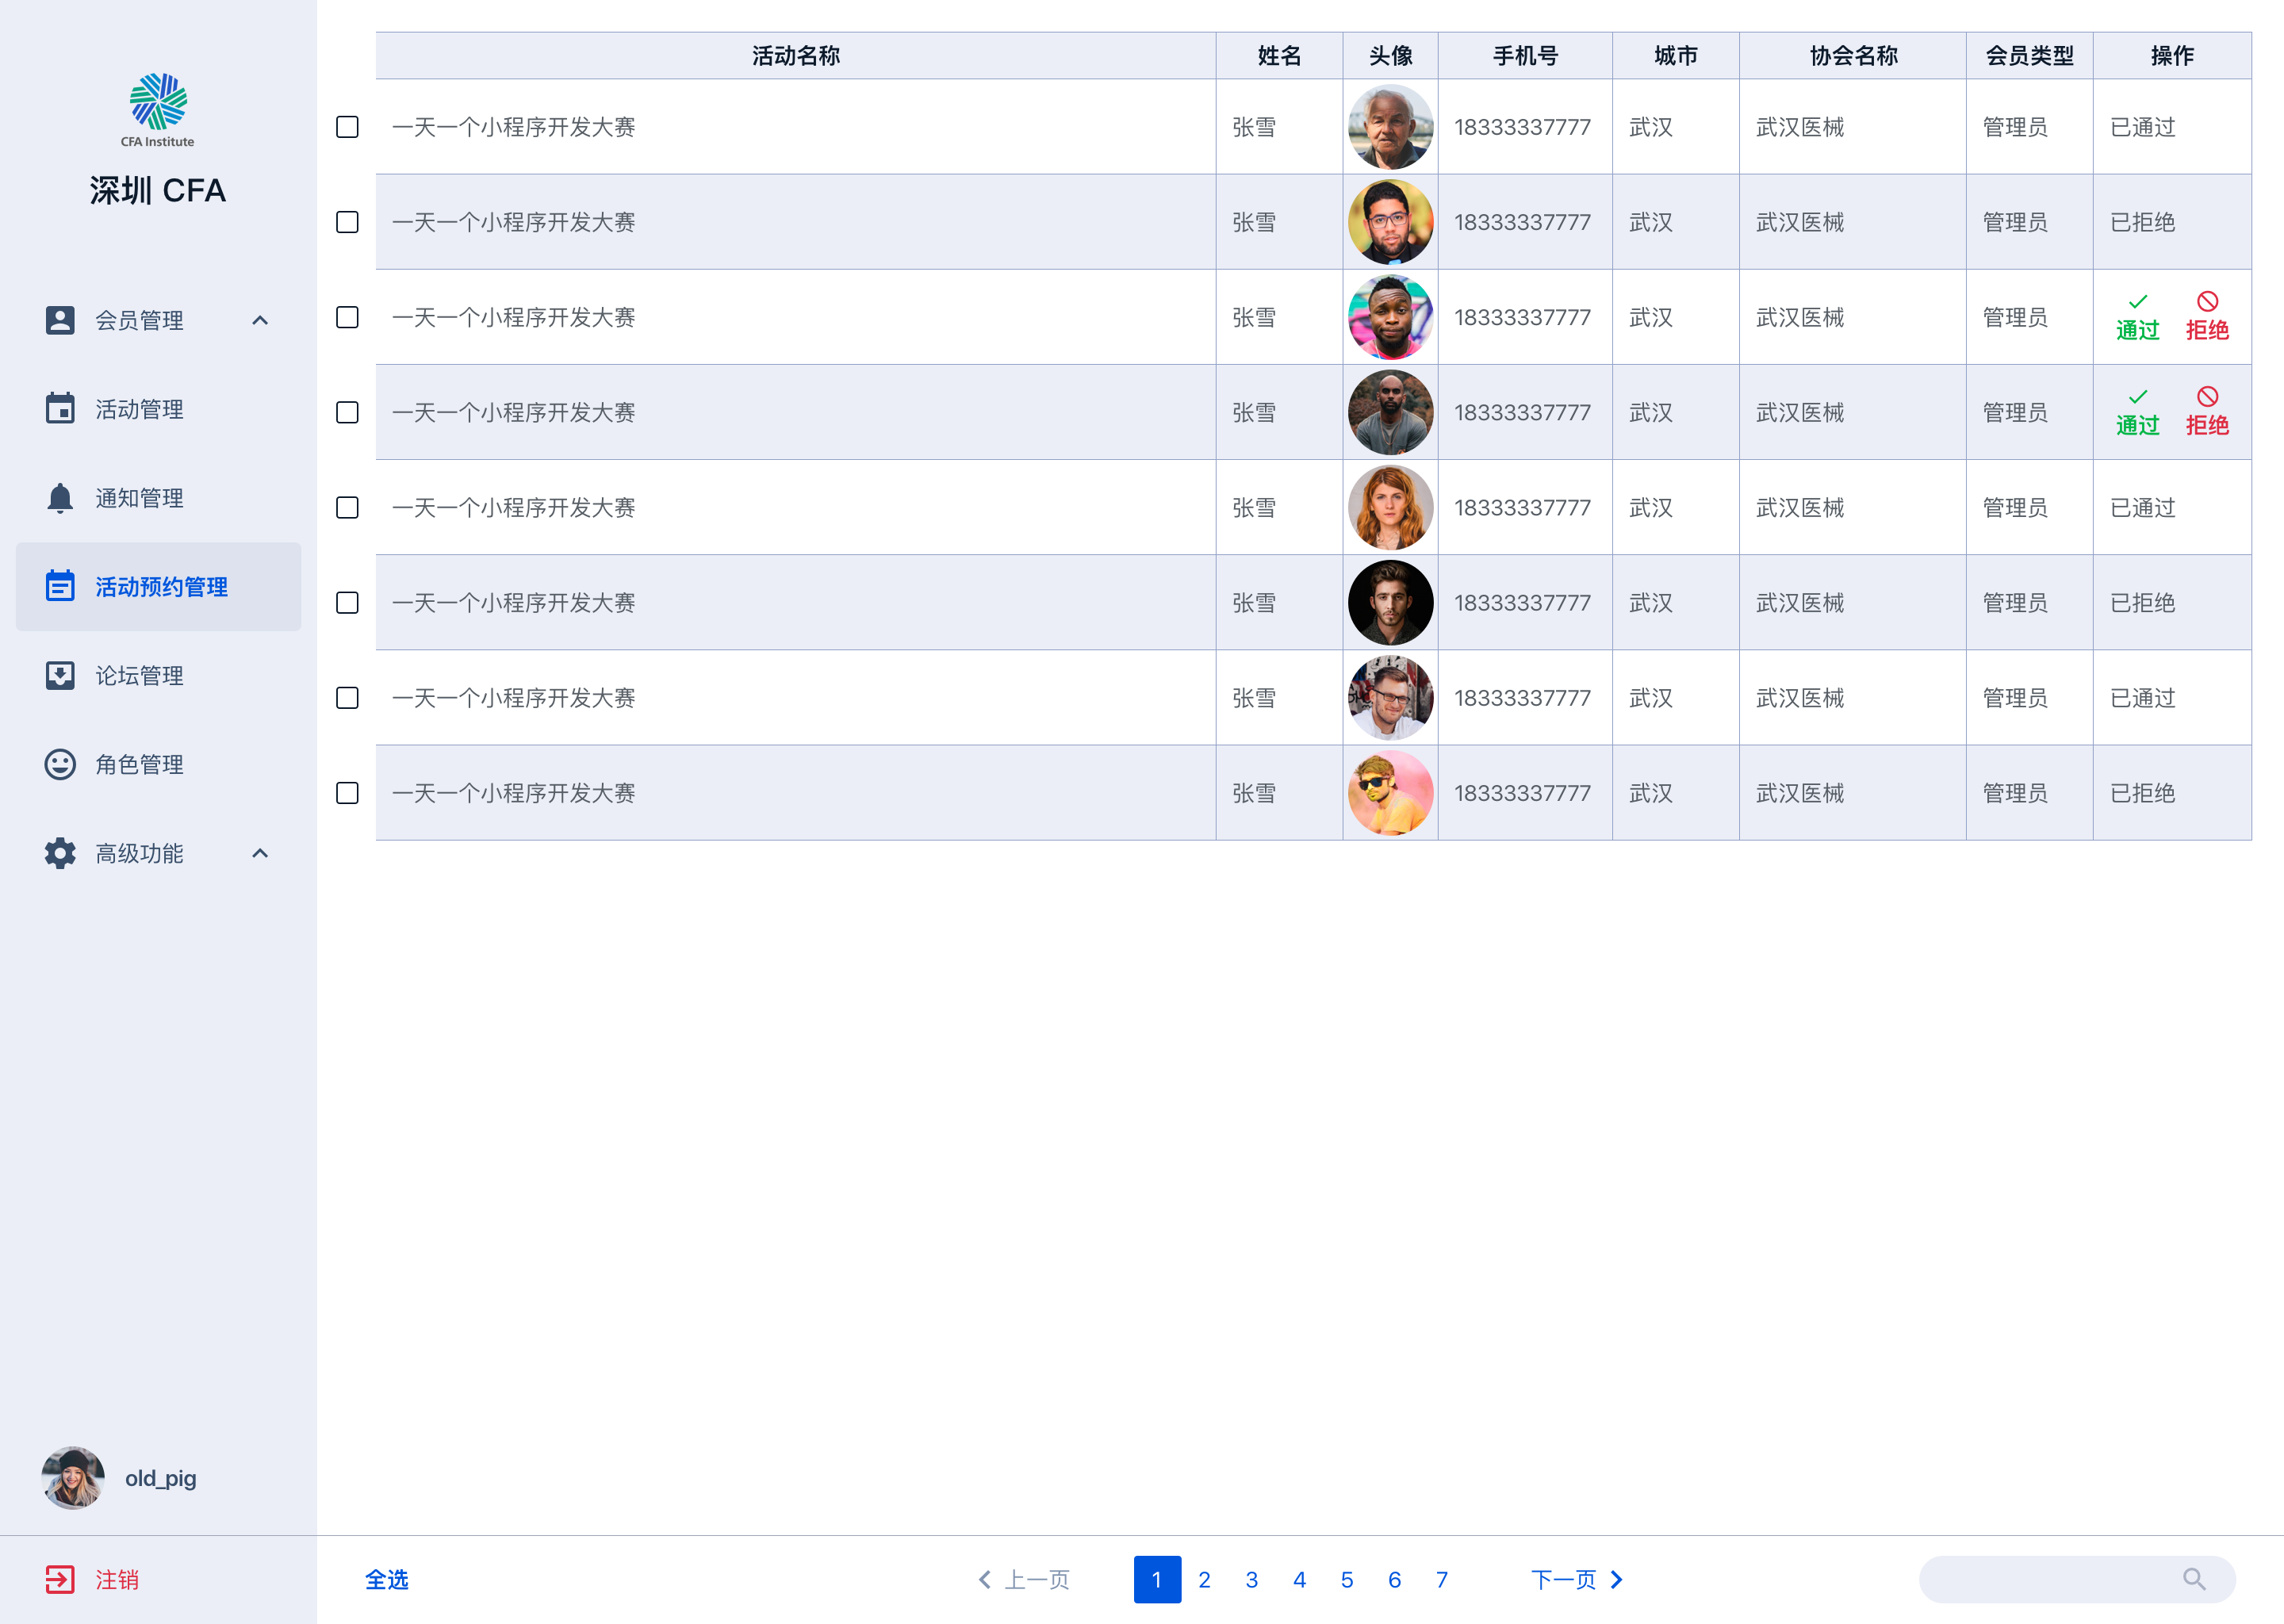 CFA Institute
深圳 CFA
会员管理
活动管理
通知管理
活动预约管理
论坛管理
角色管理
高级功能
old_pig
注销
活动名称 姓名 头像 手机号 城市 协会名称 会员类型 操作
一天一个小程序开发大赛 张雪 18333337777 武汉 武汉医械 管理员 已通过
一天一个小程序开发大赛 张雪 18333337777 武汉 武汉医械 管理员 已拒绝
一天一个小程序开发大赛 张雪 18333337777 武汉 武汉医械 管理员 通过 拒绝
一天一个小程序开发大赛 张雪 18333337777 武汉 武汉医械 管理员 通过 拒绝
一天一个小程序开发大赛 张雪 18333337777 武汉 武汉医械 管理员 已通过
一天一个小程序开发大赛 张雪 18333337777 武汉 武汉医械 管理员 已拒绝
一天一个小程序开发大赛 张雪 18333337777 武汉 武汉医械 管理员 已通过
一天一个小程序开发大赛 张雪 18333337777 武汉 武汉医械 管理员 已拒绝
全选 上一页 1 2 3 4 5 6 7 下一页